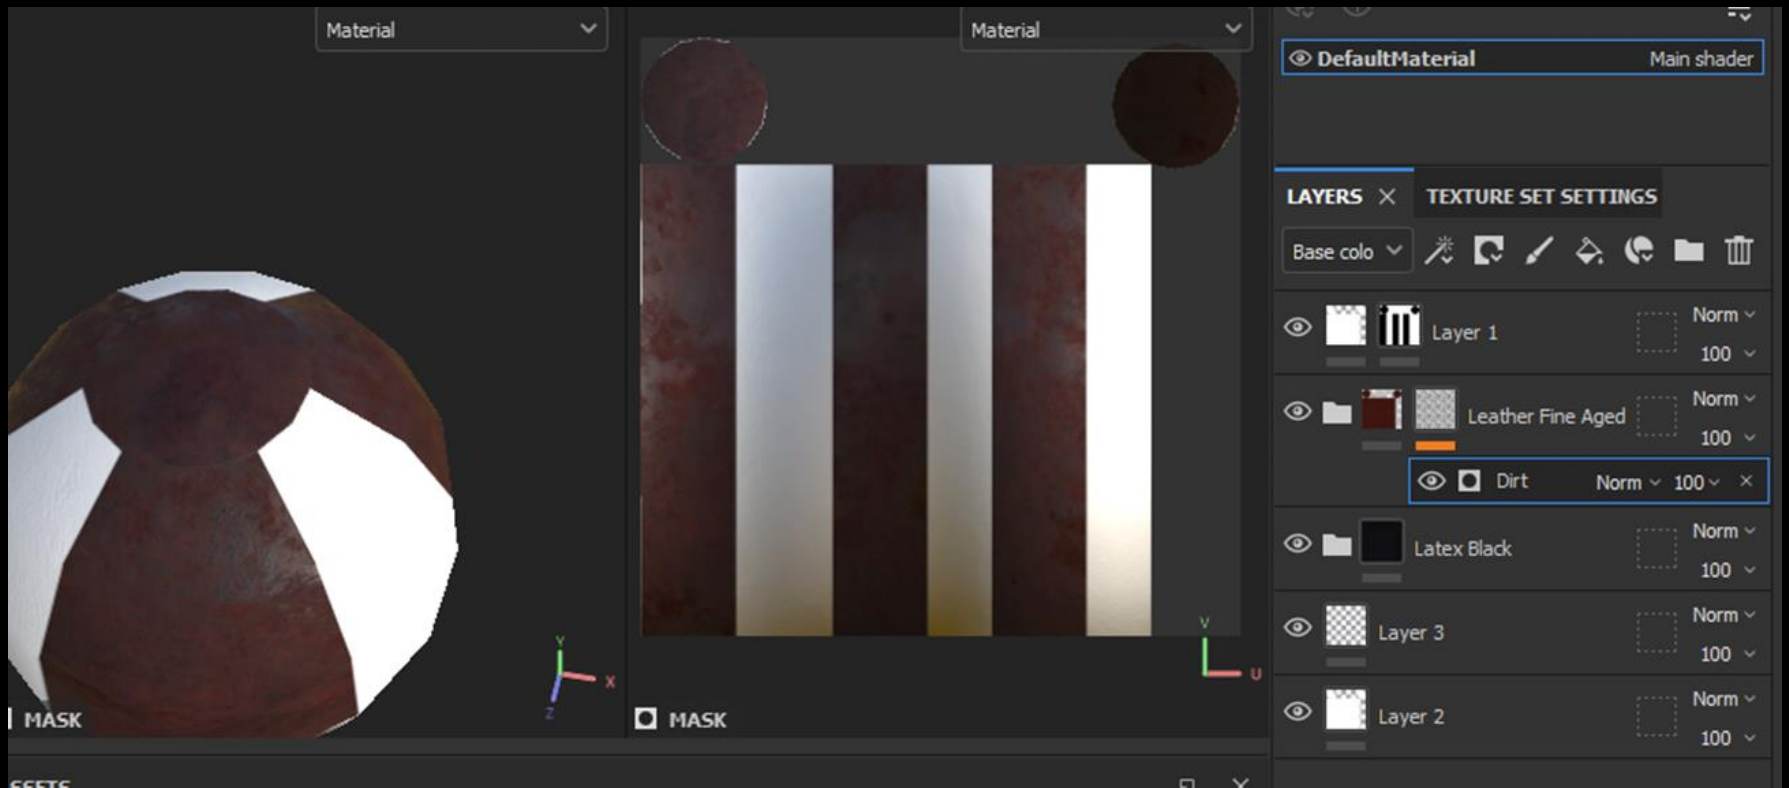 Material
Material
DefaultMaterial Main shader
LAYERS TEXTURE SET SETTINGS
Base colo
Layer 1 Norm
100
Leather Fine Aged Norm
100
Dirt Norm 100
Latex Black Norm
100
Layer 3 Norm
100
Layer 2 Norm
100
Y
X
Z
V
U
MASK
MASK